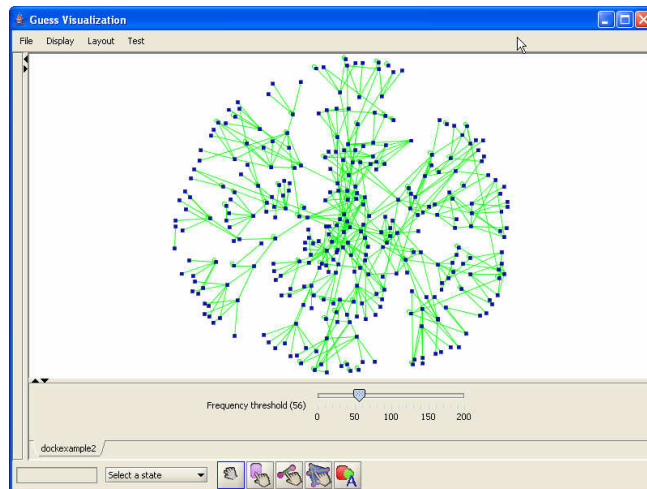 Guess Visualization
File Display Layout Test
Frequency threshold (56)
0 50 100 150 200
dockexample2
Select a state
A